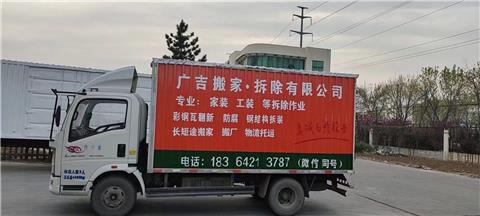 广吉搬家·拆除有限公司
专业：家装 工装 等拆除作业
彩钢瓦翻新 防腐 钢结构拆装
长短途搬家 搬厂 物流托运
电话：183 6421 3787（微 同号）